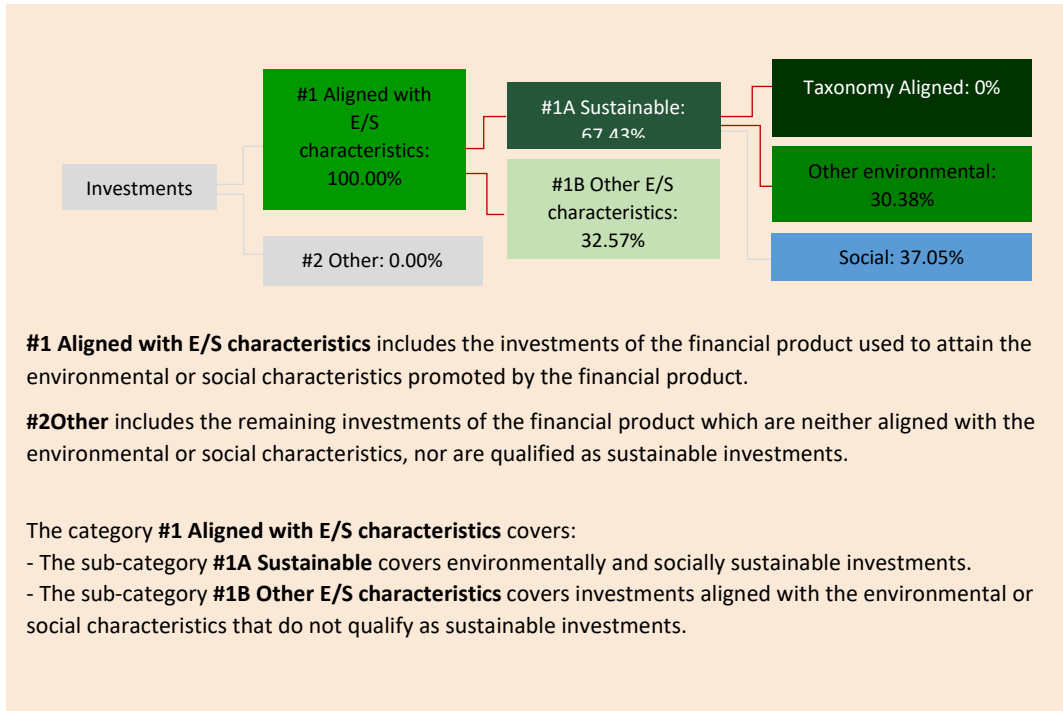 Investments
#1 Aligned with
E/S
characteristics:
100.00%
#2 Other: 0.00%
#1A Sustainable:
67.43%
#1B Other E/S
characteristics:
32.57%
Taxonomy Aligned: 0%
Other environmental:
30.38%
Social: 37.05%
#1 Aligned with E/S characteristics includes the investments of the financial product used to attain the
environmental or social characteristics promoted by the financial product.
#2Other includes the remaining investments of the financial product which are neither aligned with the
environmental or social characteristics, nor are qualified as sustainable investments.
The category #1 Aligned with E/S characteristics covers:
- The sub-category #1A Sustainable covers environmentally and socially sustainable investments.
- The sub-category #1B Other E/S characteristics covers investments aligned with the environmental or
social characteristics that do not qualify as sustainable investments.